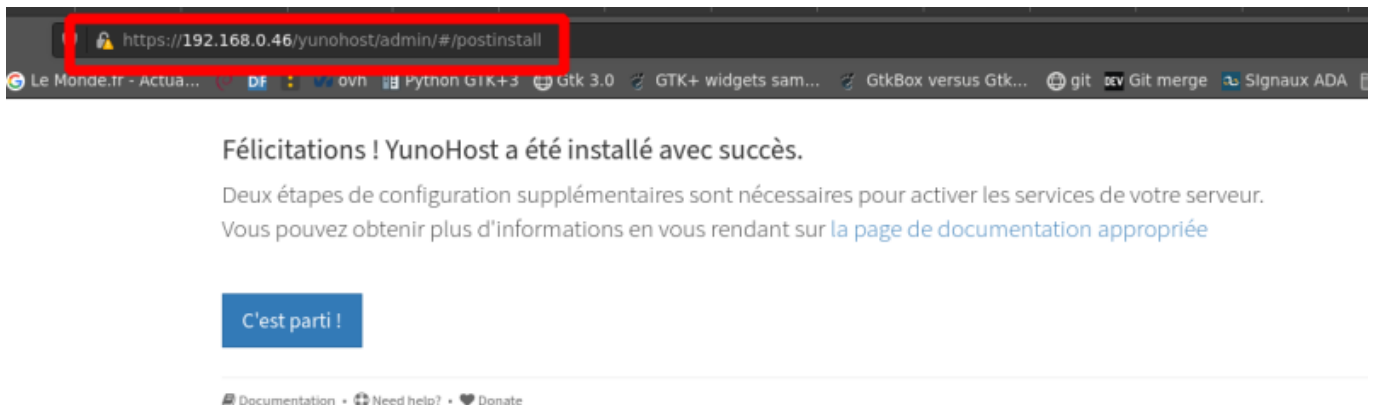 https://192.168.0.46/yunohost/admin/#/postinstall
Le Monde.fr - Actua... DF ovh Python GTK+3 Gtk 3.0 GTK+ widgets sam... GtkBox versus Gtk... git DEV Git merge SIgnaux ADA
Félicitations ! YunoHost a été installé avec succès.
Deux étapes de configuration supplémentaires sont nécessaires pour activer les services de votre serveur.
Vous pouvez obtenir plus d'informations en vous rendant sur la page de documentation appropriée
C'est parti !
Documentation • Need help? • Donate